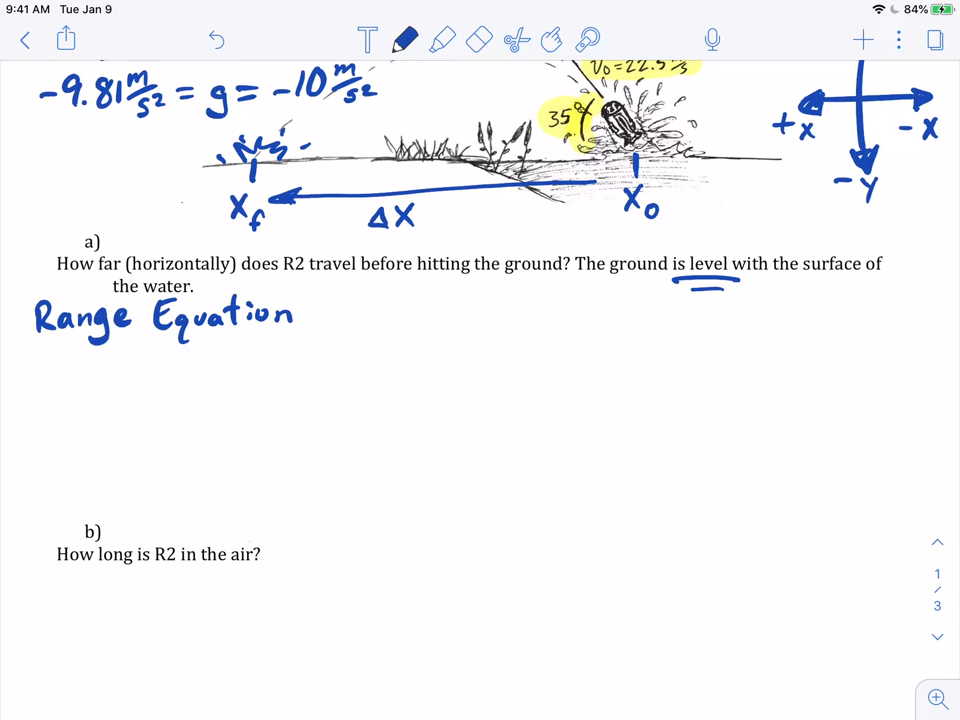 9:41 AM Tue Jan 9
84%
T
-9.81 m/s² = g = -10 m/s²
35°
+x
-x
-y
Xf
Δx
X₀
a)
How far (horizontally) does R2 travel before hitting the ground? The ground is level with the surface of
the water.
Range Equation
b)
How long is R2 in the air?
1
/
3